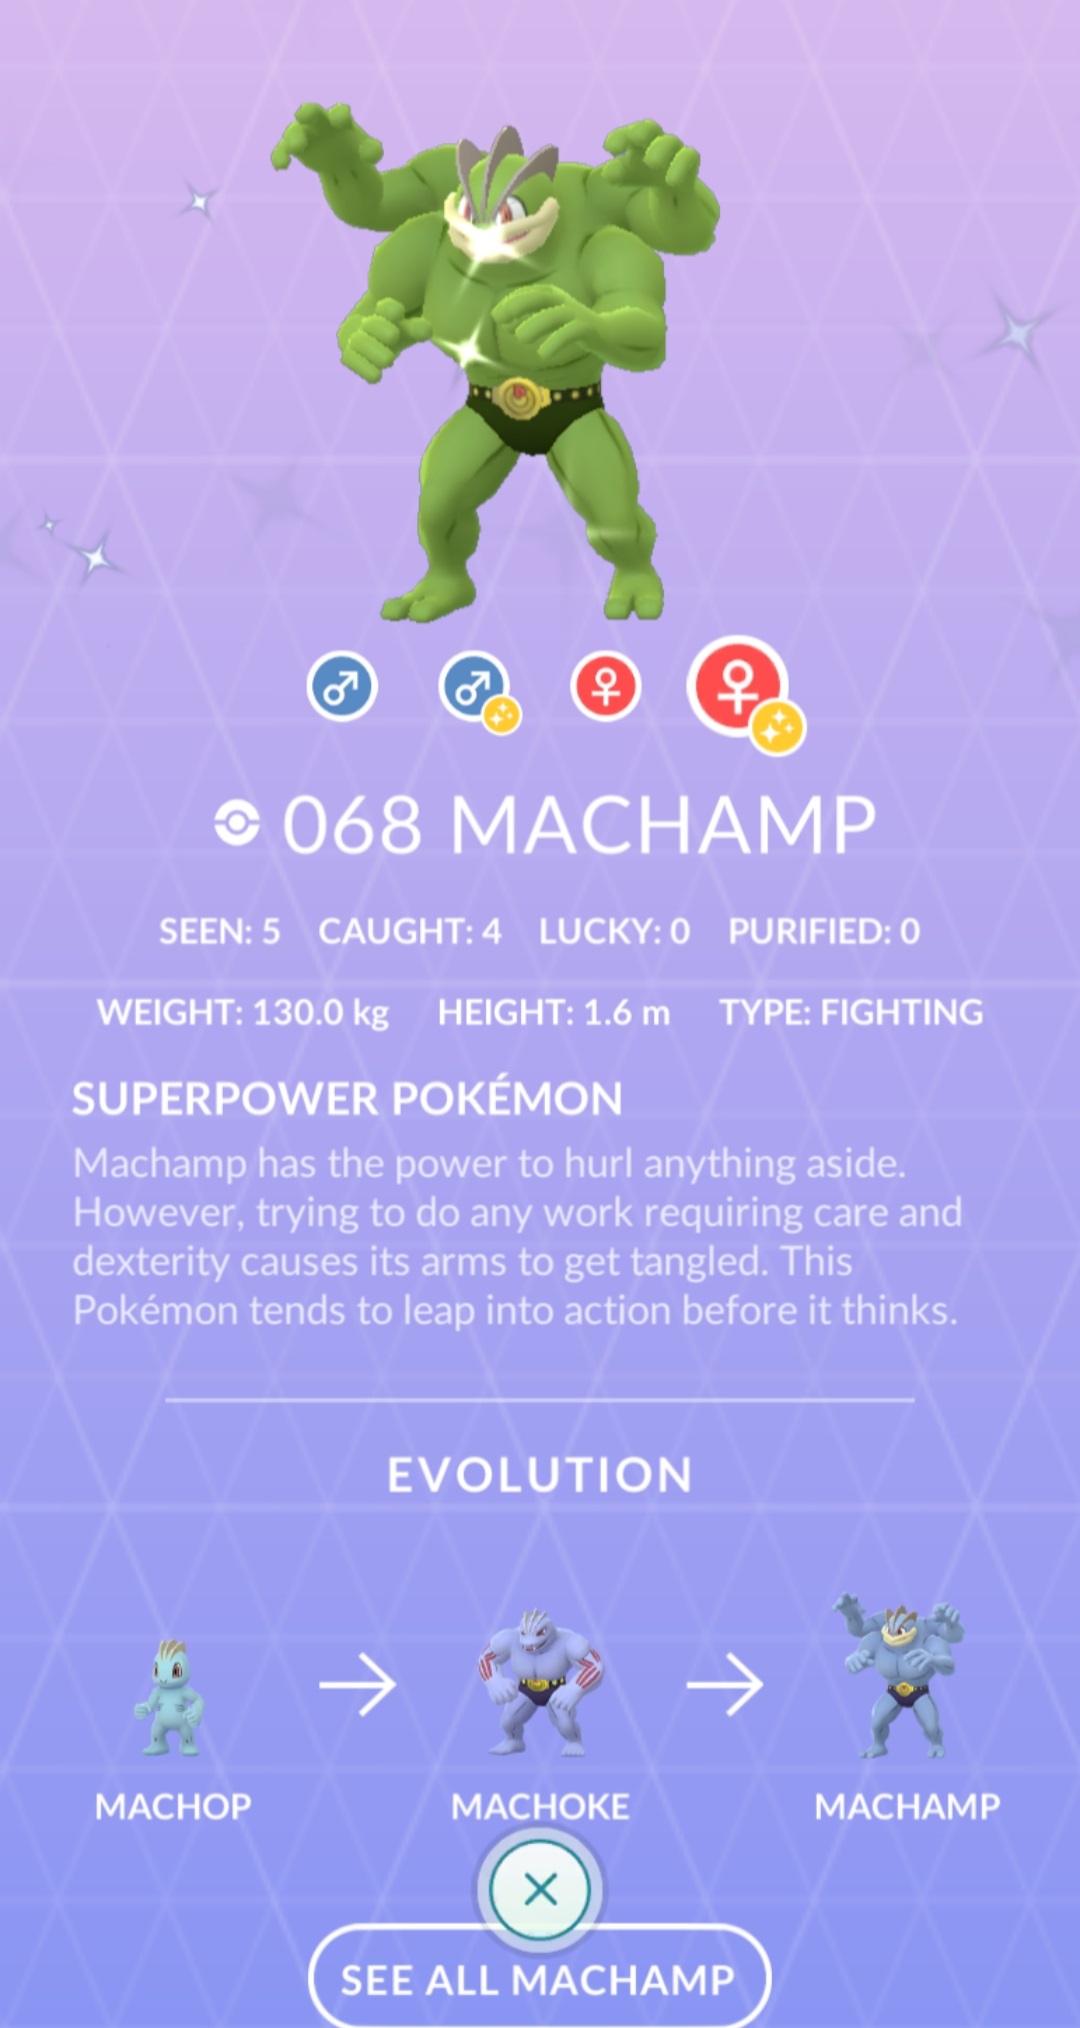 068 MACHAMP
SEEN: 5 CAUGHT: 4 LUCKY: 0 PURIFIED: 0
WEIGHT: 130.0 kg HEIGHT: 1.6 m TYPE: FIGHTING
SUPERPOWER POKÉMON
Machamp has the power to hurl anything aside.
However, trying to do any work requiring care and
dexterity causes its arms to get tangled. This
Pokémon tends to leap into action before it thinks.
EVOLUTION
MACHOP MACHOKE MACHAMP
SEE ALL MACHAMP